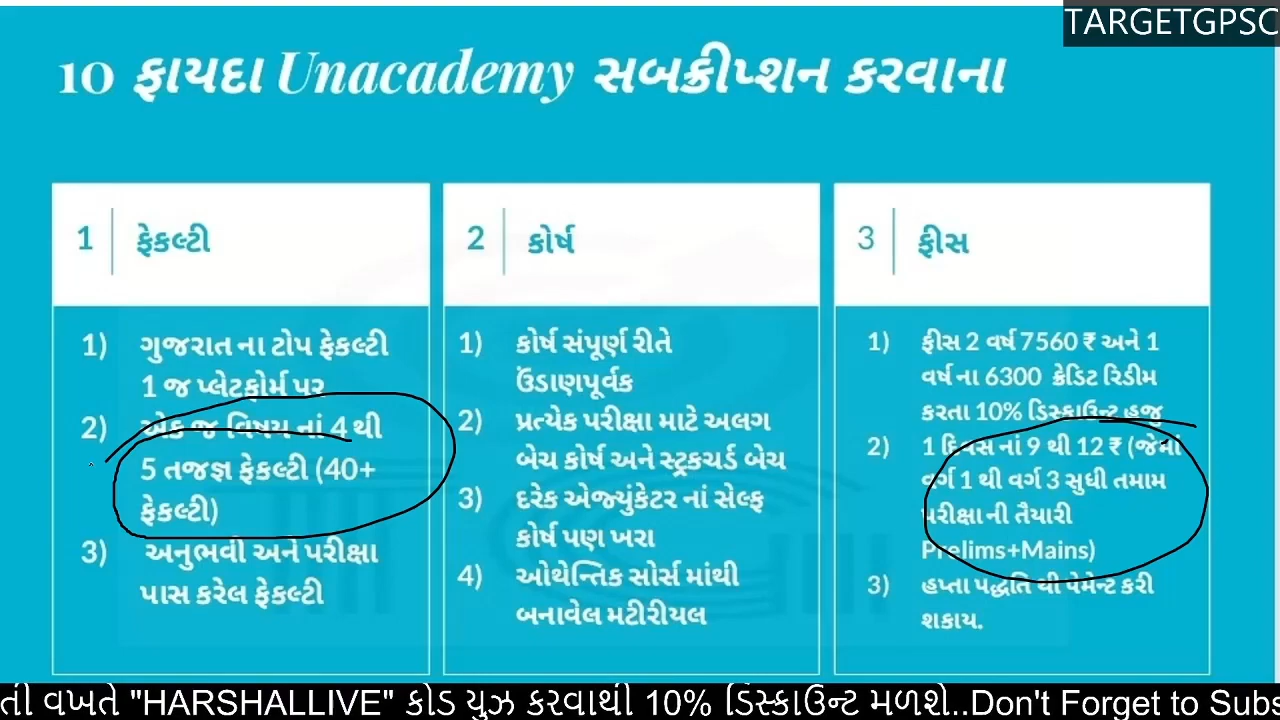 TARGETGPSC
10 ફાયદા Unacademy સબક્રીપ્શન કરવાના
1 ફેકલ્ટી
1) ગુજરાત ના ટોપ ફેકલ્ટી
1 જ પ્લેટફોર્મ પર
2) એક જ વિષય નાં 4 થી
5 તજજ્ઞ ફેકલ્ટી (40+
ફેકલ્ટી)
3) અનુભવી અને પરીક્ષા
પાસ કરેલ ફેકલ્ટી
2 કોર્ષ
1) કોર્ષ સંપૂર્ણ રીતે
ઉંડાણપૂર્વક
2) પ્રત્યેક પરીક્ષા માટે અલગ
બેચ કોર્ષ અને સ્ટ્રકચર્ડ બેચ
3) દરેક એજ્યુંકેટર નાં સેલ્ફ
કોર્ષ પણ ખરા
4) ઓથેન્તિક સોર્સ માંથી
બનાવેલ મટીરીયલ
3 ફીસ
1) ફીસ 2 વર્ષ 7560 ₹ અને 1
વર્ષ ના 6300 ક્રેડિટ રિડીમ
કરતા 10% ડિસ્કાઉન્ટ હજુ
2) 1 દિવસ નાં 9 થી 12 ₹ (જેમાં
વર્ગ 1 થી વર્ગ 3 સુધી તમામ
પરીક્ષા ની તૈયારી
Prelims+Mains)
3) હપ્તા પદ્ધતિ થી પેમેન્ટ કરી
શકાય.
તી વખતે "HARSHALLIVE" કોડ યુઝ કરવાથી 10% ડિસ્કાઉન્ટ મળશે..Don't Forget to Subs